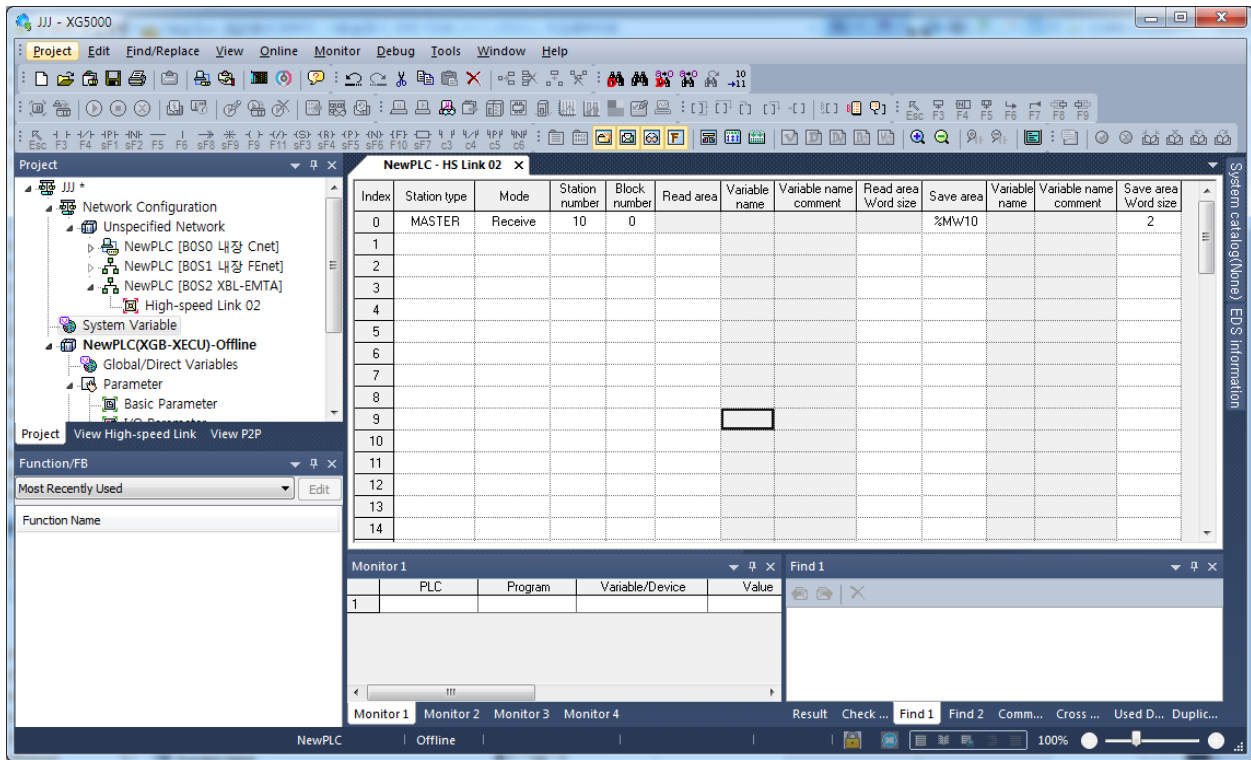 JJJ - XG5000
Project Edit Find/Replace View Online Monitor Debug Tools Window Help
Esc F3 F4 F5 F6 F7 F8 F9
Esc F3 F4 sF1 sF2 F5 F6 sF8 sF9 F9 F11 sF3 sF4 sF5 sF6 F10 sF7 c3 c4 c5 c6
Project
JJJ *
Network Configuration
Unspecified Network
NewPLC [B0S0 내장 Cnet]
NewPLC [B0S1 내장 FEnet]
NewPLC [B0S2 XBL-EMTA]
High-speed Link 02
System Variable
NewPLC(XGB-XECU)-Offline
Global/Direct Variables
Parameter
Basic Parameter
Project View High-speed Link View P2P
Function/FB
Most Recently Used Edit
Function Name
NewPLC - HS Link 02
Index Station type Mode Station number Block number Read area Variable name Variable name comment Read area Word size Save area Variable name Variable name comment Save area Word size
0 MASTER Receive 10 0 %MW10 2
1
2
3
4
5
6
7
8
9
10
11
12
13
14
System catalog(None) EDS information
Monitor 1
PLC Program Variable/Device Value
1
Monitor 1 Monitor 2 Monitor 3 Monitor 4
Find 1
Result Check ... Find 1 Find 2 Comm... Cross ... Used D... Duplic...
NewPLC Offline 100%